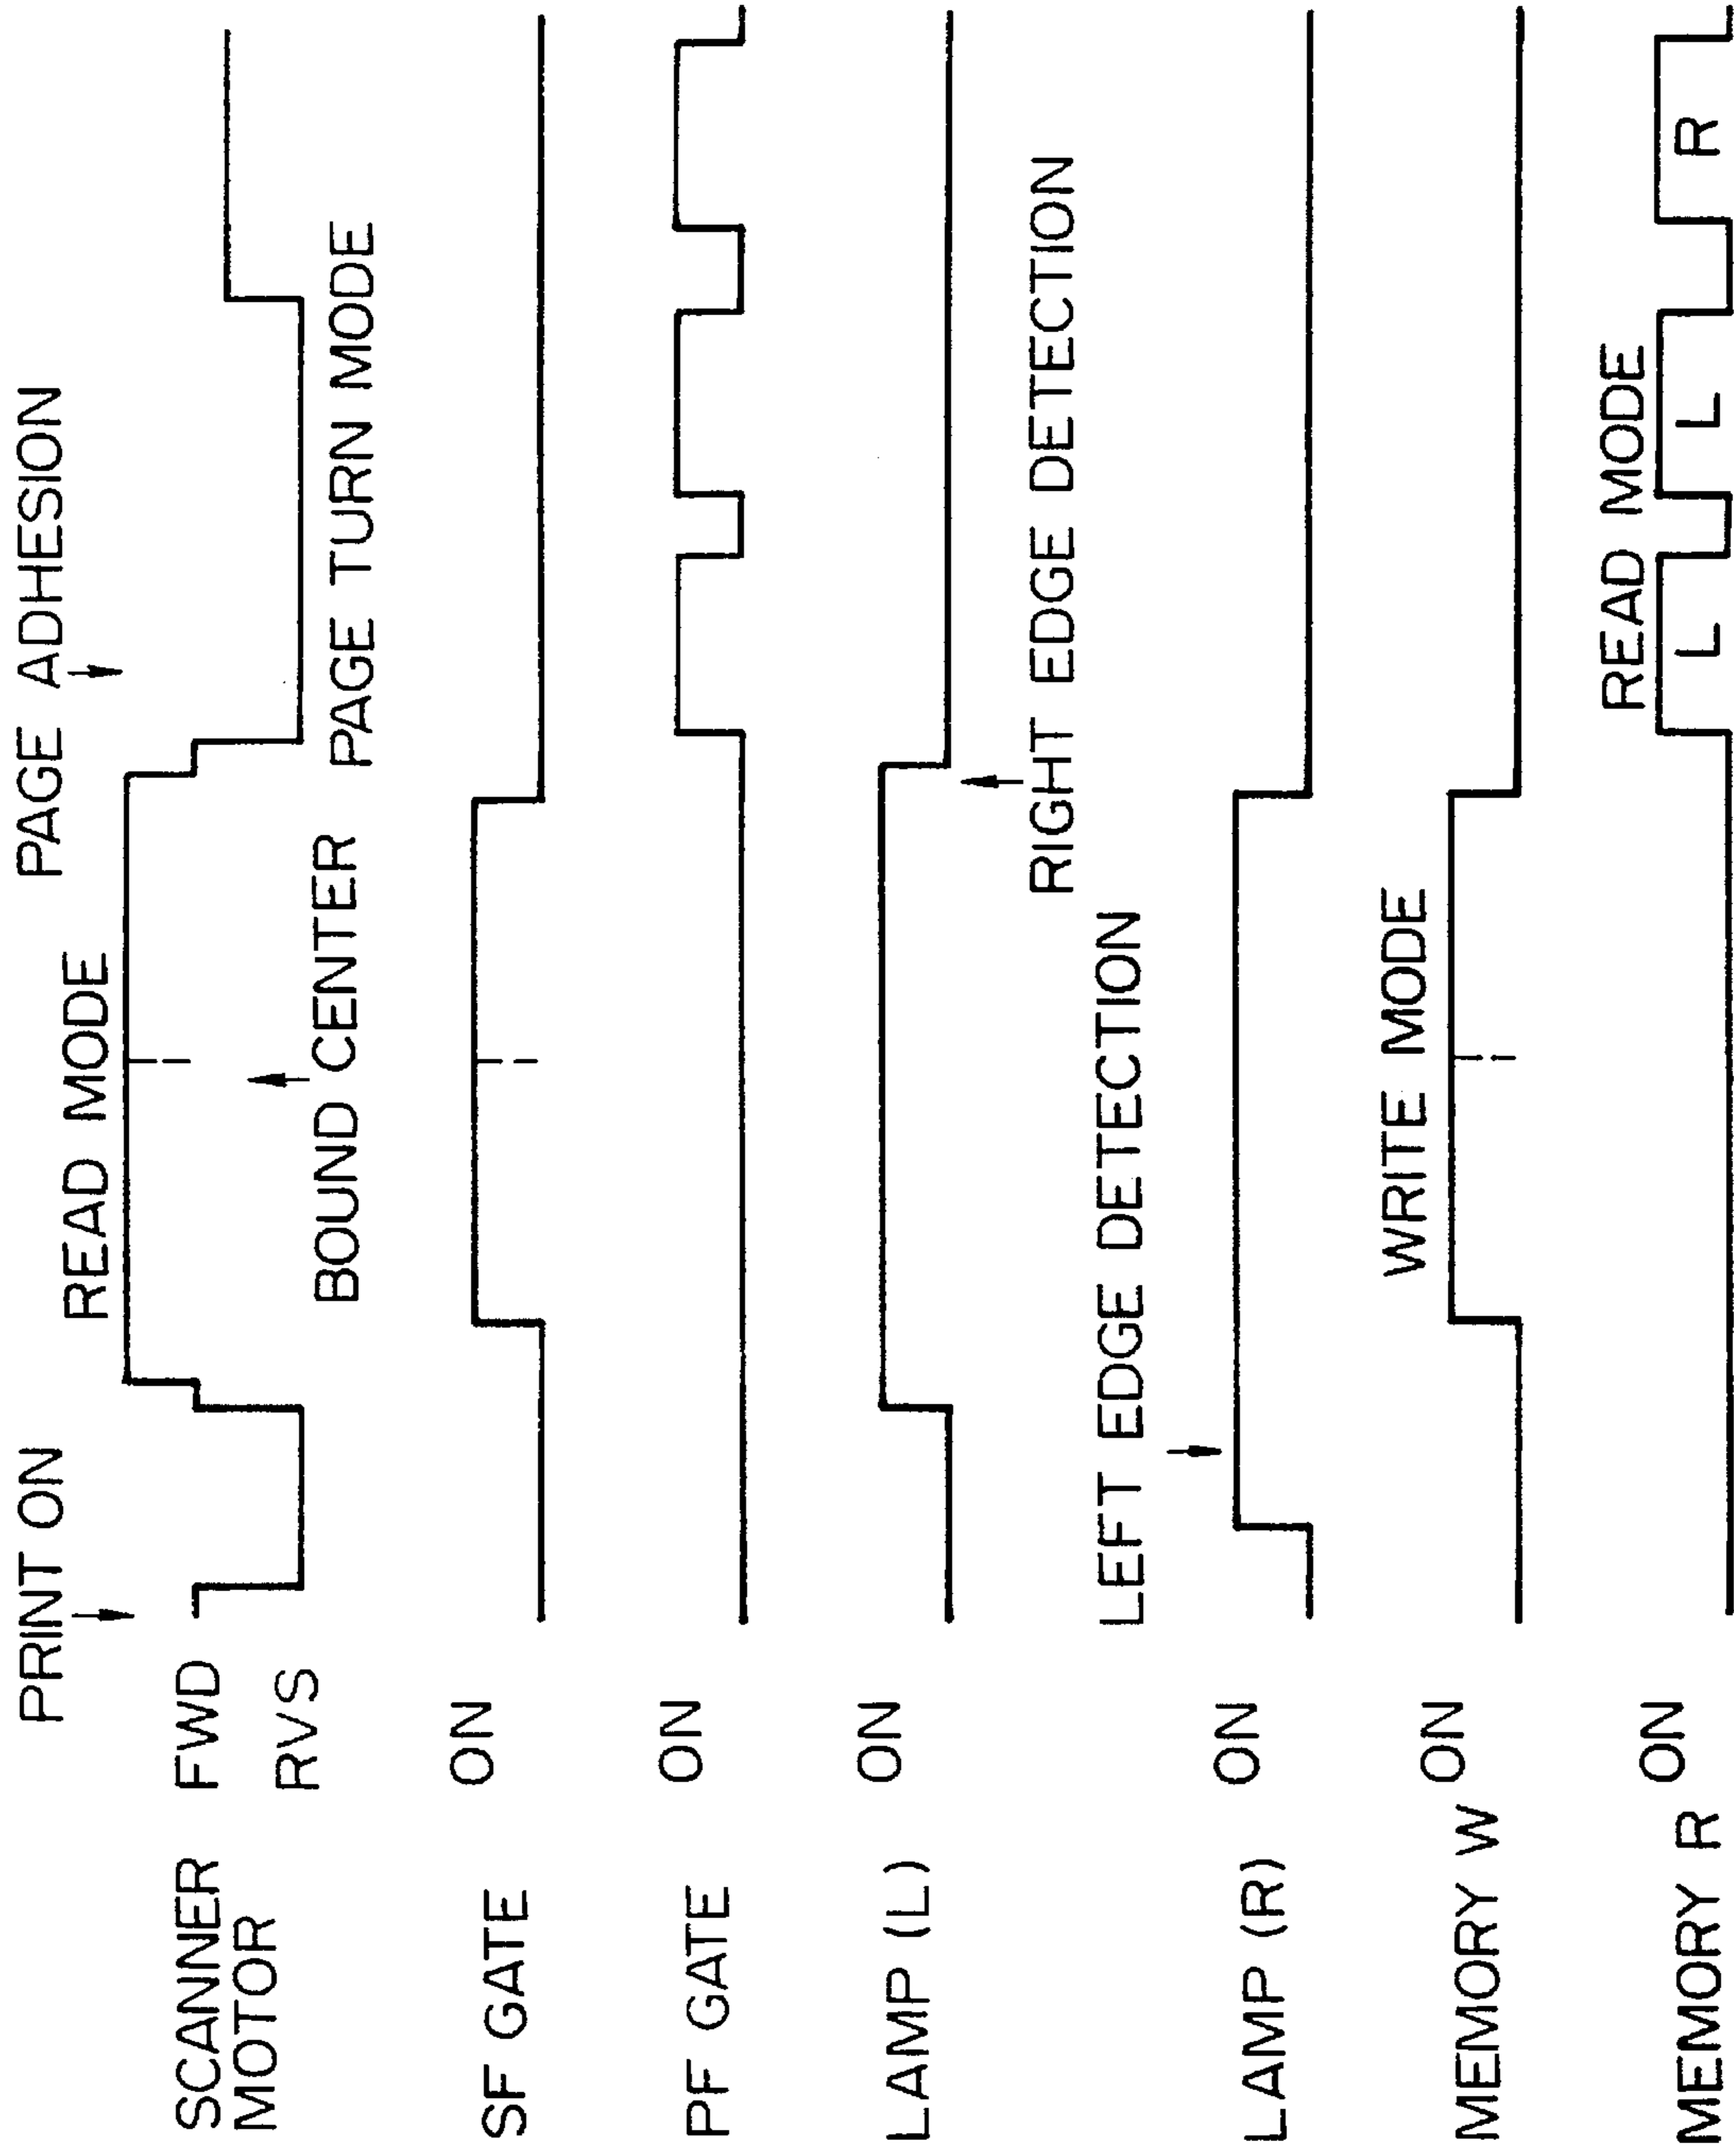 PRINT ON
PAGE ADHESION
READ MODE
SCANNER MOTOR
FWD
RVS
BOUND CENTER
PAGE TURN MODE
SF GATE
ON
PF GATE
ON
LAMP (L)
ON
RIGHT EDGE DETECTION
LEFT EDGE DETECTION
LAMP (R)
ON
WRITE MODE
MEMORY W
ON
READ MODE
MEMORY R
ON
L
L
R